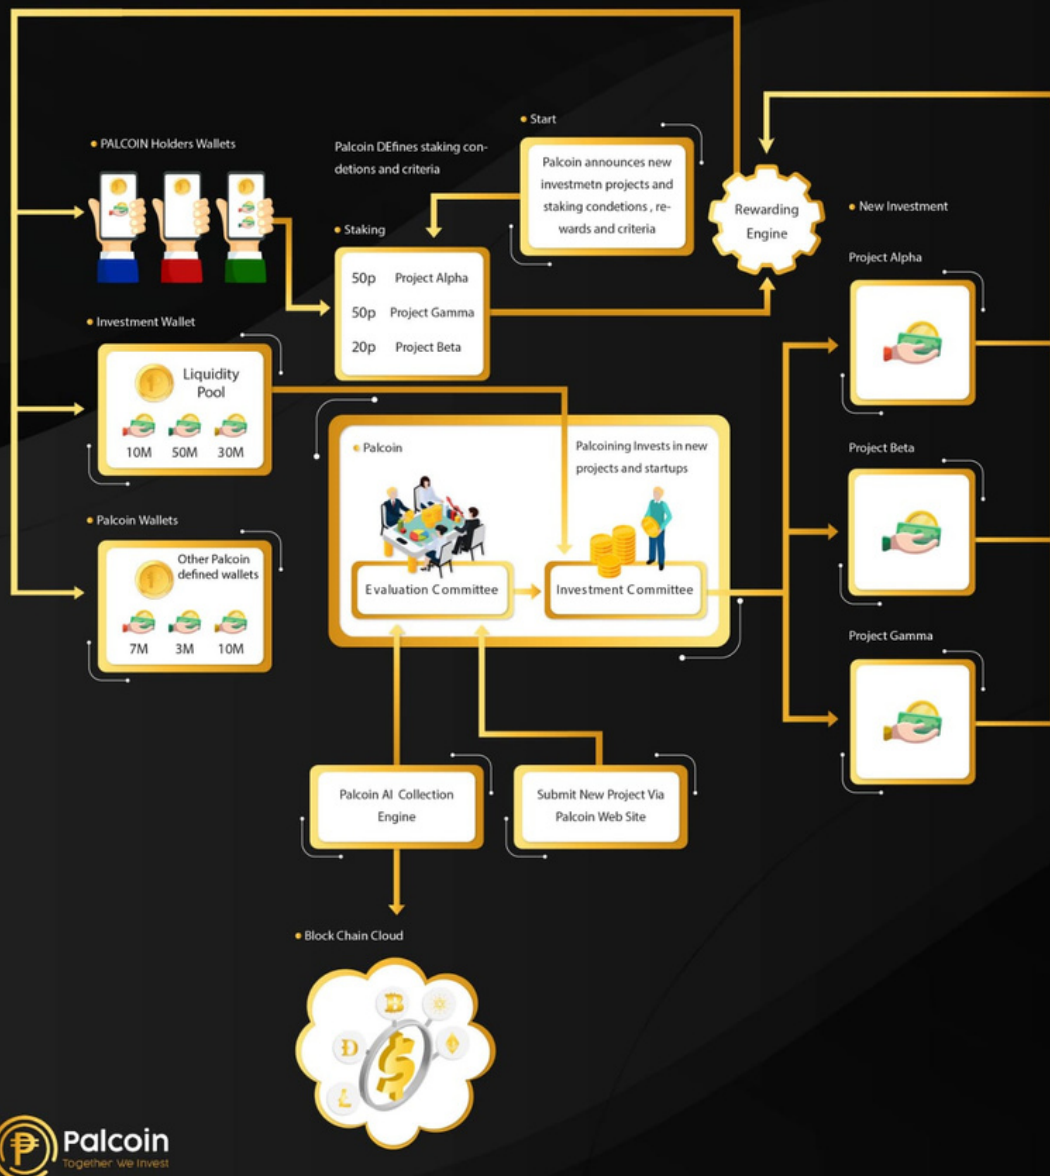 Start
Palcoin announces new
investmetn projects and
staking condetions , re-
wards and criteria
PALCOIN Holders Wallets
Palcoin DEfines staking con-
detions and criteria
Staking
50p Project Alpha
50p Project Gamma
20p Project Beta
Rewarding
Engine
New Investment
Project Alpha
Project Beta
Project Gamma
Investment Wallet
Liquidity
Pool
10M 50M 30M
Palcoin Wallets
Other Palcoin
defined wallets
7M 3M 10M
Palcoin
Palcoining Invests in new
projects and startups
Evaluation Committee
Investment Committee
Palcoin AI Collection
Engine
Submit New Project Via
Palcoin Web Site
Block Chain Cloud
Palcoin
Together We Invest